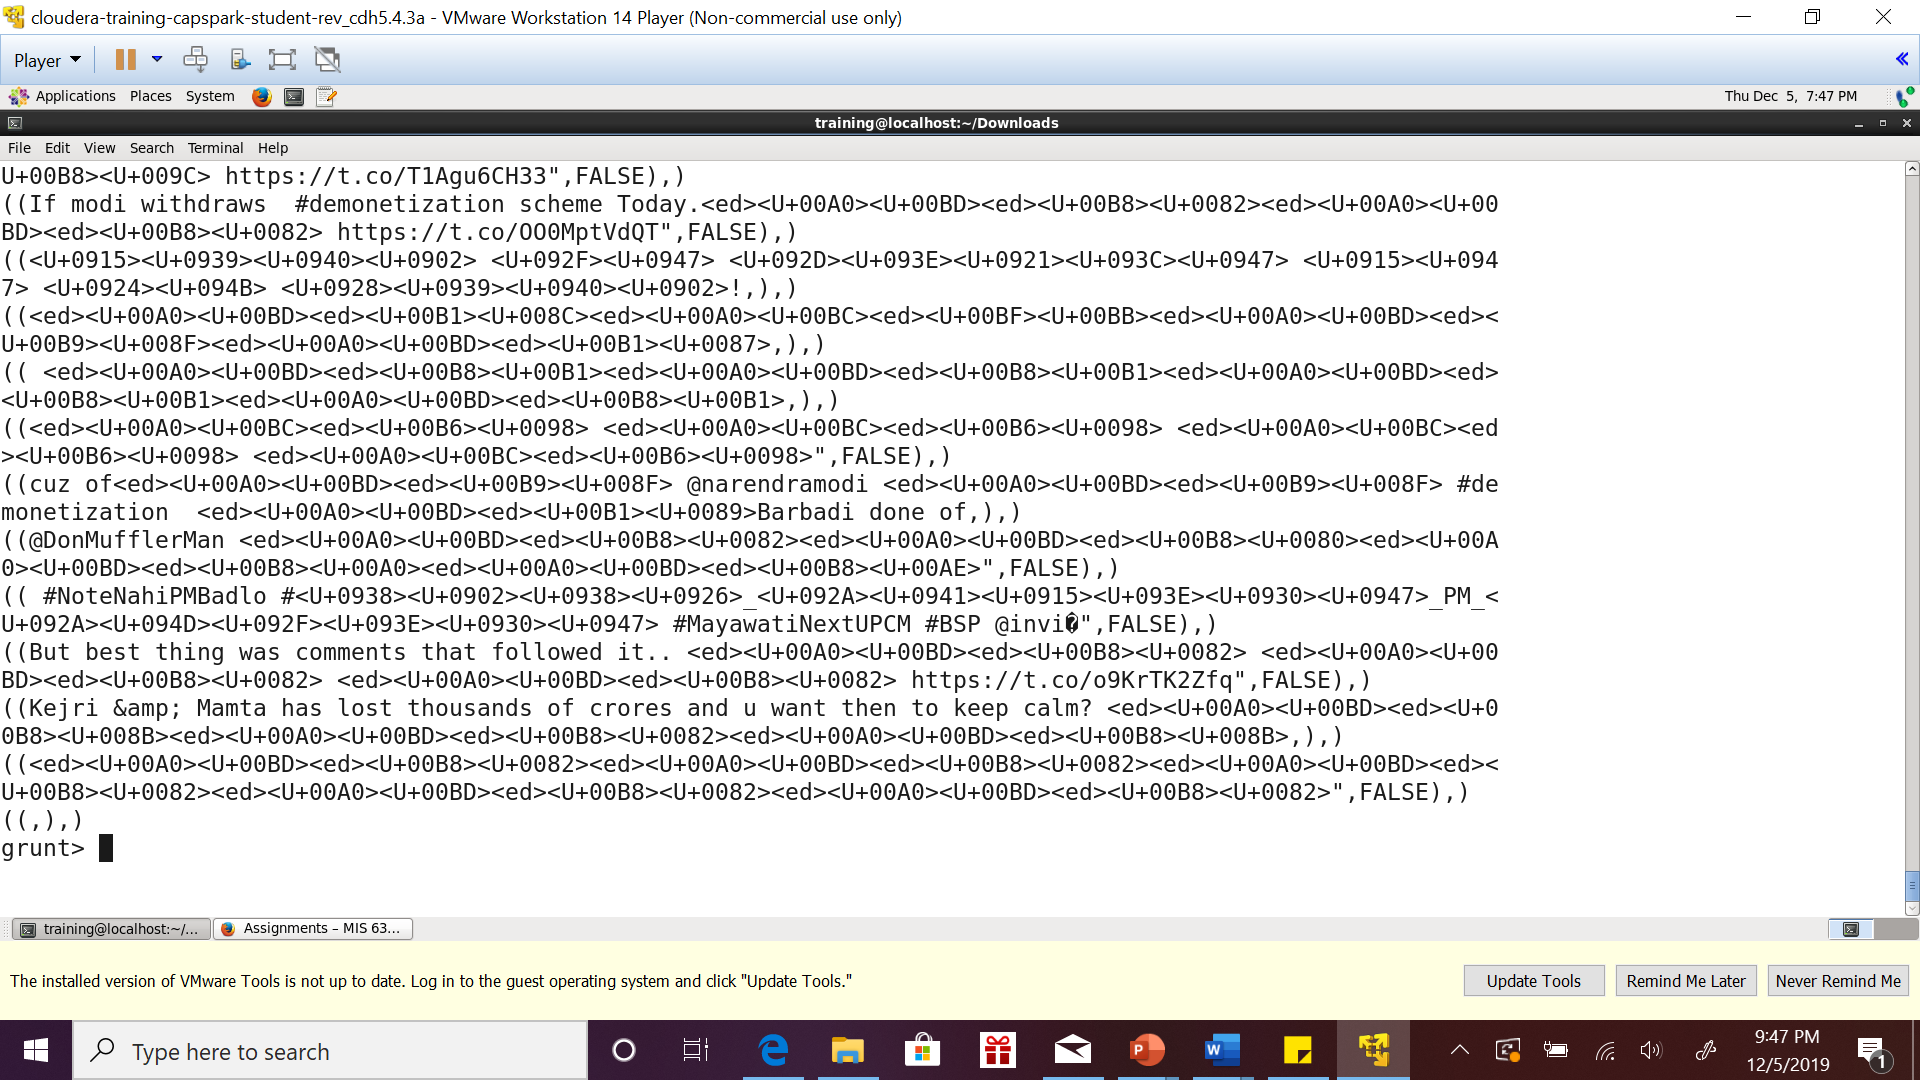 cloudera-training-capspark-student-rev_cdh5.4.3a - VMware Workstation 14 Player (Non-commercial use only)
Player
Applications Places System Thu Dec 5, 7:47 PM
training@localhost:~/Downloads
File Edit View Search Terminal Help
U+00B8><U+009C> https://t.co/T1Agu6CH33",FALSE),)
((If modi withdraws  #demonetization scheme Today.<ed><U+00A0><U+00BD><ed><U+00B8><U+0082><ed><U+00A0><U+00
BD><ed><U+00B8><U+0082> https://t.co/OO0MptVdQT",FALSE),)
((<U+0915><U+0939><U+0940><U+0902> <U+092F><U+0947> <U+092D><U+093E><U+0921><U+093C><U+0947> <U+0915><U+094
7> <U+0924><U+094B> <U+0928><U+0939><U+0940><U+0902>!,),)
((<ed><U+00A0><U+00BD><ed><U+00B1><U+008C><ed><U+00A0><U+00BC><ed><U+00BF><U+00BB><ed><U+00A0><U+00BD><ed><
U+00B9><U+008F><ed><U+00A0><U+00BD><ed><U+00B1><U+0087>,),)
(( <ed><U+00A0><U+00BD><ed><U+00B8><U+00B1><ed><U+00A0><U+00BD><ed><U+00B8><U+00B1><ed><U+00A0><U+00BD><ed>
<U+00B8><U+00B1><ed><U+00A0><U+00BD><ed><U+00B8><U+00B1>,),)
((<ed><U+00A0><U+00BC><ed><U+00B6><U+0098> <ed><U+00A0><U+00BC><ed><U+00B6><U+0098> <ed><U+00A0><U+00BC><ed
><U+00B6><U+0098> <ed><U+00A0><U+00BC><ed><U+00B6><U+0098>",FALSE),)
((cuz of<ed><U+00A0><U+00BD><ed><U+00B9><U+008F> @narendramodi <ed><U+00A0><U+00BD><ed><U+00B9><U+008F> #de
monetization  <ed><U+00A0><U+00BD><ed><U+00B1><U+0089>Barbadi done of,),)
((@DonMufflerMan <ed><U+00A0><U+00BD><ed><U+00B8><U+0082><ed><U+00A0><U+00BD><ed><U+00B8><U+0080><ed><U+00A
0><U+00BD><ed><U+00B8><U+00A0><ed><U+00A0><U+00BD><ed><U+00B8><U+00AE>",FALSE),)
(( #NoteNahiPMBadlo #<U+0938><U+0902><U+0938><U+0926>_<U+092A><U+0941><U+0915><U+093E><U+0930><U+0947>_PM_<
U+092A><U+094D><U+092F><U+093E><U+0930><U+0947> #MayawatiNextUPCM #BSP @invi�",FALSE),)
((But best thing was comments that followed it.. <ed><U+00A0><U+00BD><ed><U+00B8><U+0082> <ed><U+00A0><U+00
BD><ed><U+00B8><U+0082> <ed><U+00A0><U+00BD><ed><U+00B8><U+0082> https://t.co/o9KrTK2Zfq",FALSE),)
((Kejri &amp; Mamta has lost thousands of crores and u want then to keep calm? <ed><U+00A0><U+00BD><ed><U+0
0B8><U+008B><ed><U+00A0><U+00BD><ed><U+00B8><U+0082><ed><U+00A0><U+00BD><ed><U+00B8><U+008B>,),)
((<ed><U+00A0><U+00BD><ed><U+00B8><U+0082><ed><U+00A0><U+00BD><ed><U+00B8><U+0082><ed><U+00A0><U+00BD><ed><
U+00B8><U+0082><ed><U+00A0><U+00BD><ed><U+00B8><U+0082><ed><U+00A0><U+00BD><ed><U+00B8><U+0082>",FALSE),)
((,),)
grunt>
training@localhost:~/... Assignments – MIS 63...
The installed version of VMware Tools is not up to date. Log in to the guest operating system and click "Update Tools." Update Tools Remind Me Later Never Remind Me
Type here to search 9:47 PM
12/5/2019 1